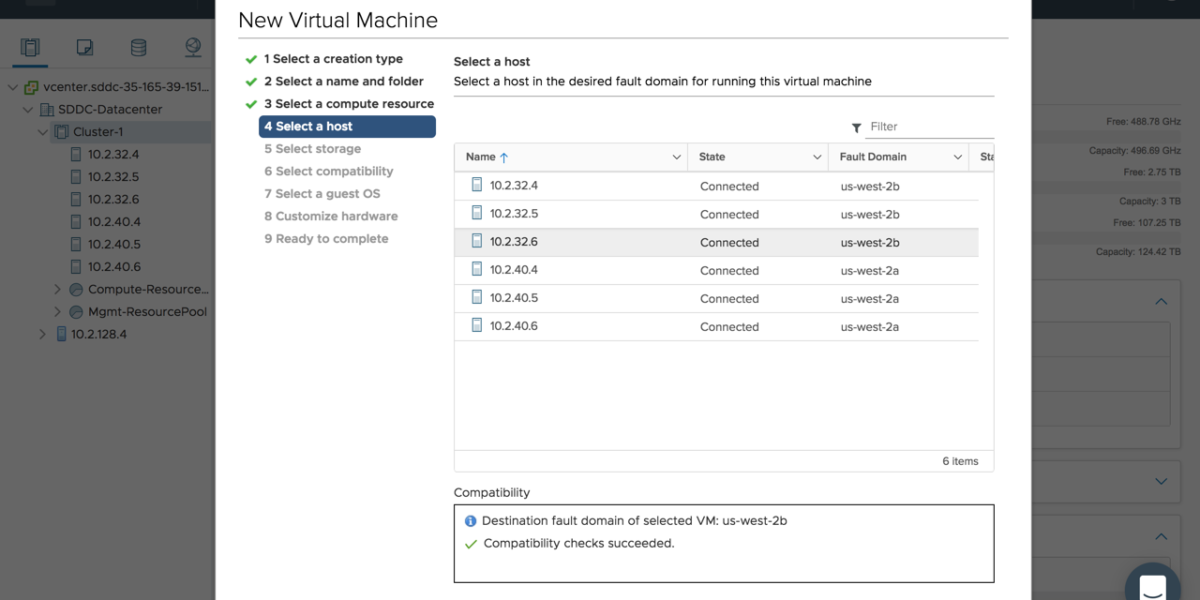 New Virtual Machine
1 Select a creation type
2 Select a name and folder
3 Select a compute resource
4 Select a host
5 Select storage
6 Select compatibility
7 Select a guest OS
8 Customize hardware
9 Ready to complete
Select a host
Select a host in the desired fault domain for running this virtual machine
Filter
Name State Fault Domain Sta
10.2.32.4 Connected us-west-2b
10.2.32.5 Connected us-west-2b
10.2.32.6 Connected us-west-2b
10.2.40.4 Connected us-west-2a
10.2.40.5 Connected us-west-2a
10.2.40.6 Connected us-west-2a
6 items
Compatibility
Destination fault domain of selected VM: us-west-2b
Compatibility checks succeeded.
vcenter.sddc-35-165-39-151...
SDDC-Datacenter
Cluster-1
10.2.32.4
10.2.32.5
10.2.32.6
10.2.40.4
10.2.40.5
10.2.40.6
Compute-Resource...
Mgmt-ResourcePool
10.2.128.4
Free: 488.78 GHz
Capacity: 496.69 GHz
Free: 2.75 TB
Capacity: 3 TB
Free: 107.25 TB
Capacity: 124.42 TB